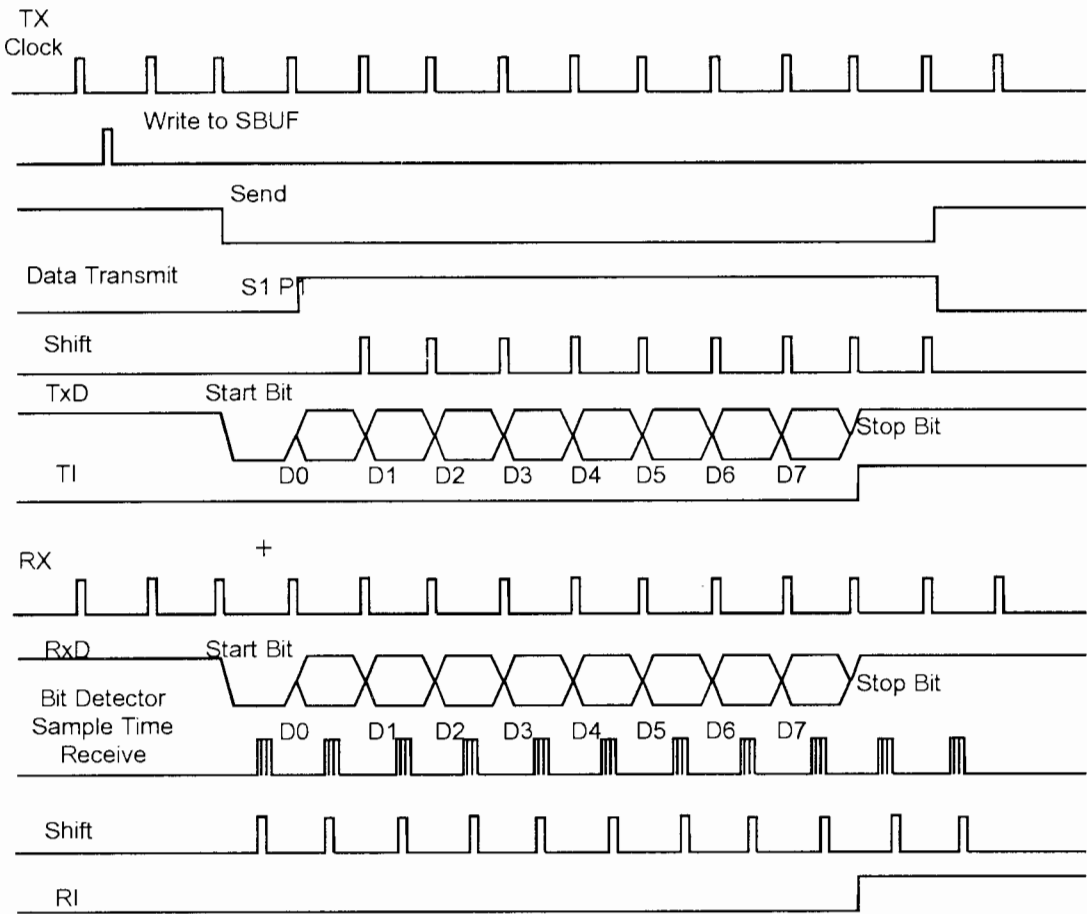 TX
Clock
Write to SBUF
Send
Data Transmit
S1 P1
Shift
TxD
Start Bit
Stop Bit
D0 D1 D2 D3 D4 D5 D6 D7
TI
+
RX
RxD
Start Bit
Stop Bit
Bit Detector
Sample Time
Receive
D0 D1 D2 D3 D4 D5 D6 D7
Shift
RI